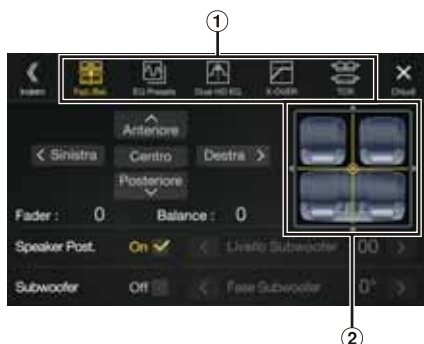 1
Fad./Bal. EQ Presets Dual HD EQ X-OVER TCR Chiudi
Anteriore
Sinistra Centro Destra
Posteriore
Fader : 0 Balance : 0
Speaker Post. On Livello Subwoofer 00
Subwoofer Off Fase Subwoofer 0°
2